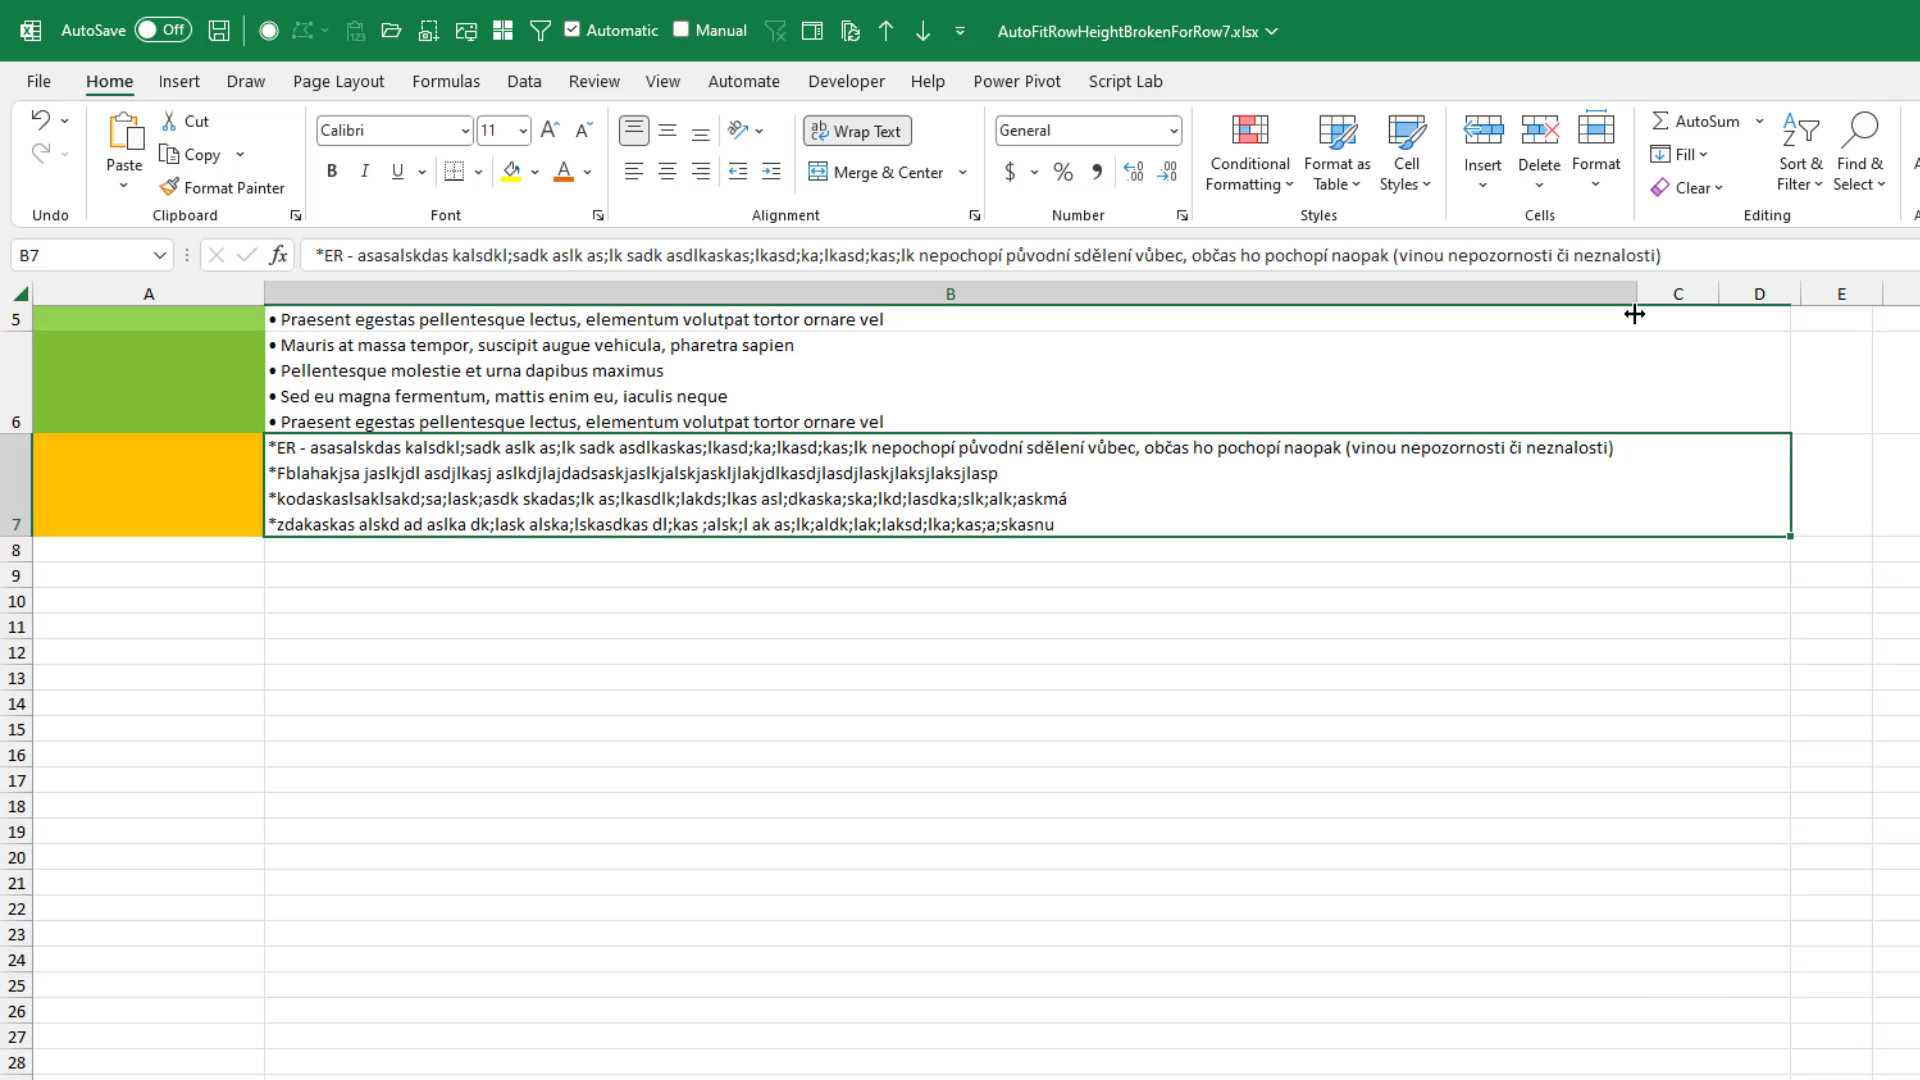 AutoSave Off Automatic Manual AutoFitRowHeightBrokenForRow7.xlsx
File Home Insert Draw Page Layout Formulas Data Review View Automate Developer Help Power Pivot Script Lab
Paste
Cut
Copy
Format Painter
Calibri 11
B I U
Wrap Text
Merge & Center
General
$ %
Conditional Formatting
Format as Table
Cell Styles
Insert Delete Format
AutoSum
Fill
Clear
Sort & Filter
Find & Select
Undo Clipboard Font Alignment Number Styles Cells Editing
B7 fx *ER - asasalskdas kalsdkl;sadk aslk as;lk sadk asdlkaskas;lkasd;ka;lkasd;kas;lk nepochopí původní sdělení vůbec, občas ho pochopí naopak (vinou nepozornosti či neznalosti)
A B C D E
5 • Praesent egestas pellentesque lectus, elementum volutpat tortor ornare vel
• Mauris at massa tempor, suscipit augue vehicula, pharetra sapien
• Pellentesque molestie et urna dapibus maximus
• Sed eu magna fermentum, mattis enim eu, iaculis neque
6 • Praesent egestas pellentesque lectus, elementum volutpat tortor ornare vel
*ER - asasalskdas kalsdkl;sadk aslk as;lk sadk asdlkaskas;lkasd;ka;lkasd;kas;lk nepochopí původní sdělení vůbec, občas ho pochopí naopak (vinou nepozornosti či neznalosti)
*Fblahakjsa jaslkjdl asdjlkasj aslkdjlajdadsaskjaslkjalskjaskljlakjdlkasdjlasdjlaskjlaksjlaksjlasp
*kodaskaslsaklsakd;sa;lask;asdk skadas;lk as;lkasdlk;lakds;lkas asl;dkaska;ska;lkd;lasdka;slk;alk;askmá
7 *zdakaskas alskd ad aslka dk;lask alska;lskasdkas dl;kas ;alsk;l ak as;lk;aldk;lak;laksd;lka;kas;a;skasnu
8
9
10
11
12
13
14
15
16
17
18
19
20
21
22
23
24
25
26
27
28